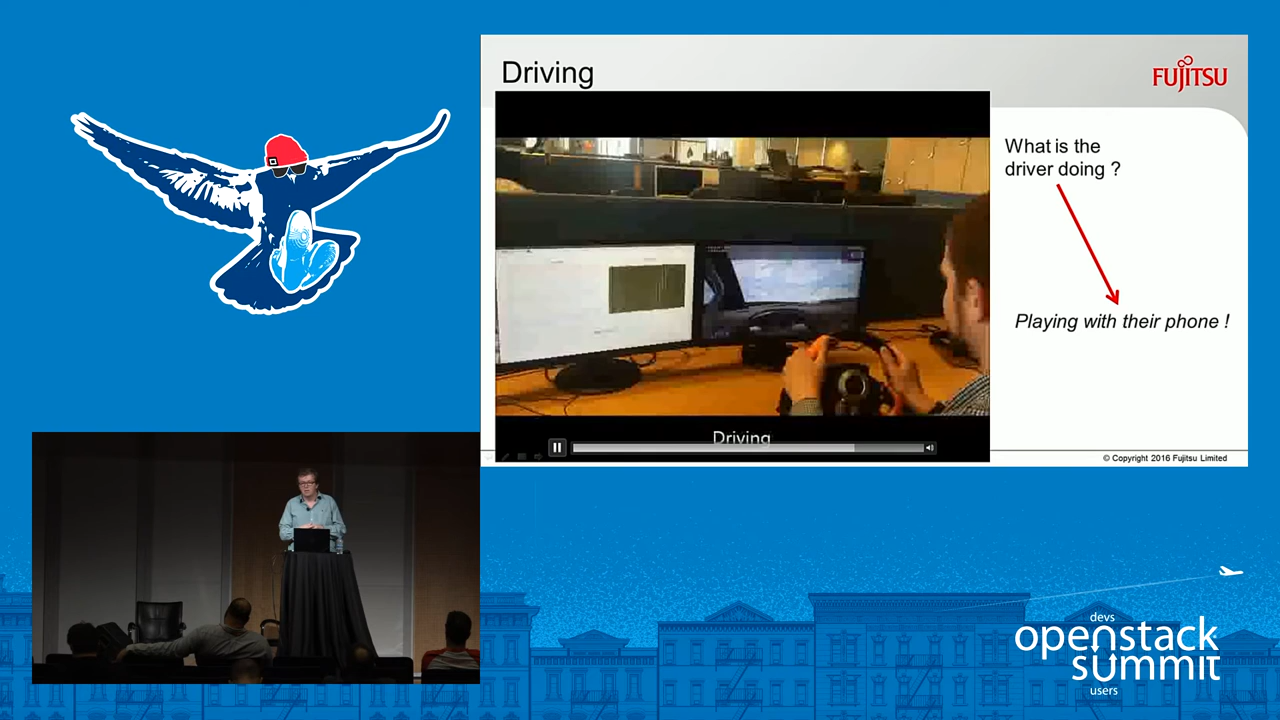 Driving
FUJITSU
What is the
driver doing ?
Playing with their phone !
Driving
© Copyright 2016 Fujitsu Limited
devs
openstack
summit
users